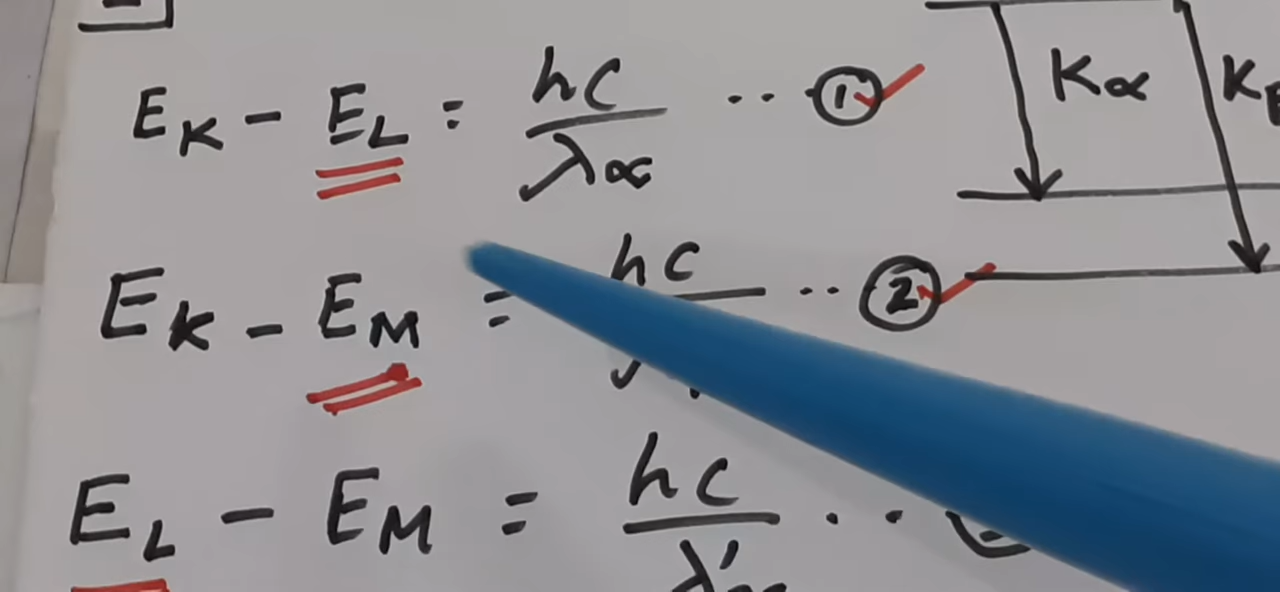 E_K - E_L = hc/λ_α .. ① Kα
E_K - E_M = hc .. ②
E_L - E_M = hc/λ' ..